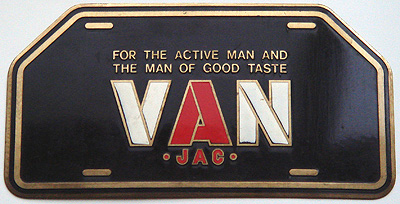 FOR THE ACTIVE MAN AND
THE MAN OF GOOD TASTE
VAN
·JAC·